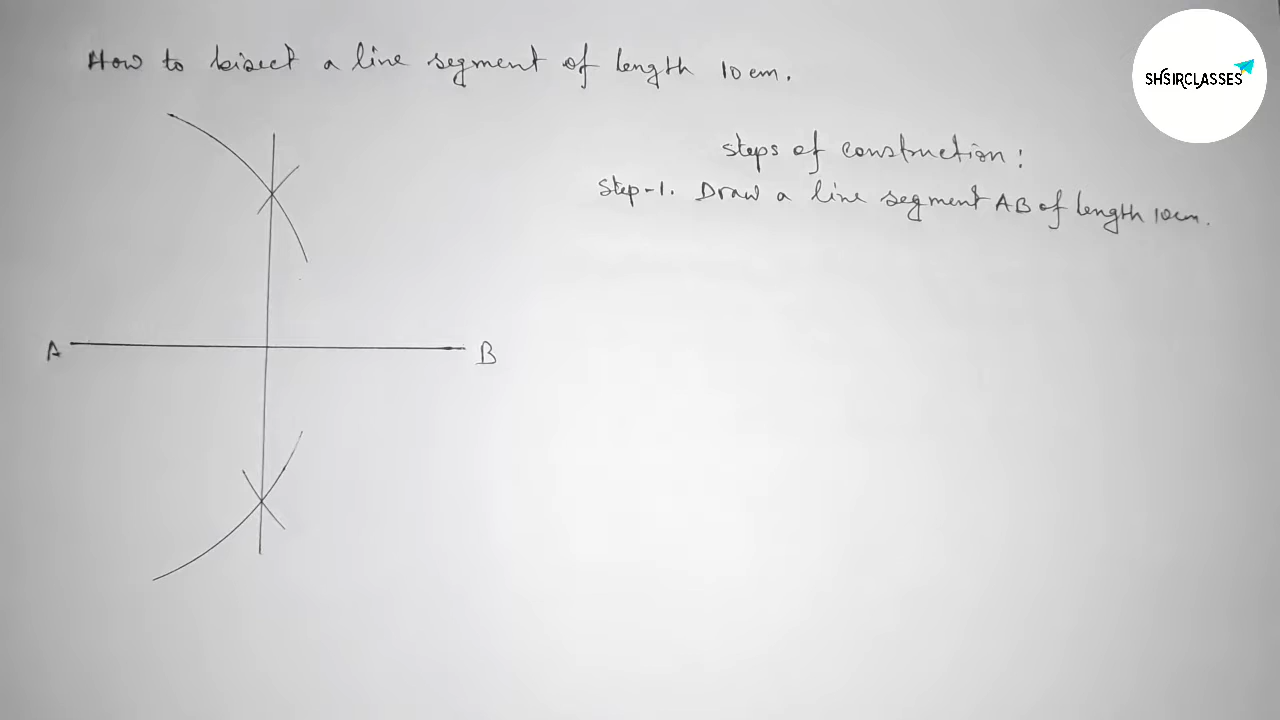 How to bisect a line segment of length 10 cm.
SHSIRCLASSES
steps of construction:
Step-1. Draw a line segment AB of length 10cm.
A
B